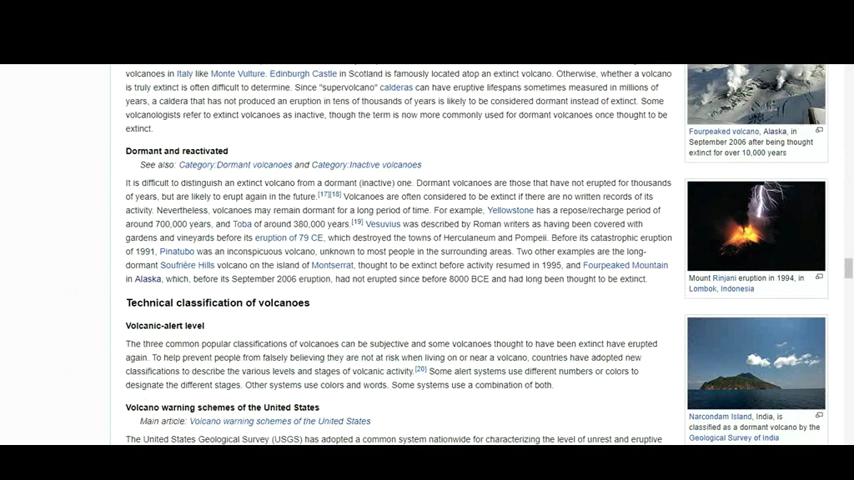 volcanoes in Italy like Monte Vulture. Edinburgh Castle in Scotland is famously located atop an extinct volcano. Otherwise, whether a volcano
is truly extinct is often difficult to determine. Since "supervolcano" calderas can have eruptive lifespans sometimes measured in millions of
years, a caldera that has not produced an eruption in tens of thousands of years is likely to be considered dormant instead of extinct. Some
volcanologists refer to extinct volcanoes as inactive, though the term is now more commonly used for dormant volcanoes once thought to be
extinct.
Dormant and reactivated
See also: Category:Dormant volcanoes and Category:Inactive volcanoes
It is difficult to distinguish an extinct volcano from a dormant (inactive) one. Dormant volcanoes are those that have not erupted for thousands
of years, but are likely to erupt again in the future.[17][18] Volcanoes are often considered to be extinct if there are no written records of its
activity. Nevertheless, volcanoes may remain dormant for a long period of time. For example, Yellowstone has a repose/recharge period of
around 700,000 years, and Toba of around 380,000 years.[19] Vesuvius was described by Roman writers as having been covered with
gardens and vineyards before its eruption of 79 CE, which destroyed the towns of Herculaneum and Pompeii. Before its catastrophic eruption
of 1991, Pinatubo was an inconspicuous volcano, unknown to most people in the surrounding areas. Two other examples are the long-
dormant Soufrière Hills volcano on the island of Montserrat, thought to be extinct before activity resumed in 1995, and Fourpeaked Mountain
in Alaska, which, before its September 2006 eruption, had not erupted since before 8000 BCE and had long been thought to be extinct.
Technical classification of volcanoes
Volcanic-alert level
The three common popular classifications of volcanoes can be subjective and some volcanoes thought to have been extinct have erupted
again. To help prevent people from falsely believing they are not at risk when living on or near a volcano, countries have adopted new
classifications to describe the various levels and stages of volcanic activity.[20] Some alert systems use different numbers or colors to
designate the different stages. Other systems use colors and words. Some systems use a combination of both.
Volcano warning schemes of the United States
Main article: Volcano warning schemes of the United States
The United States Geological Survey (USGS) has adopted a common system nationwide for characterizing the level of unrest and eruptive
Fourpeaked volcano, Alaska, in
September 2006 after being thought
extinct for over 10,000 years
Mount Rinjani eruption in 1994, in
Lombok, Indonesia
Narcondam Island, India, is
classified as a dormant volcano by the
Geological Survey of India